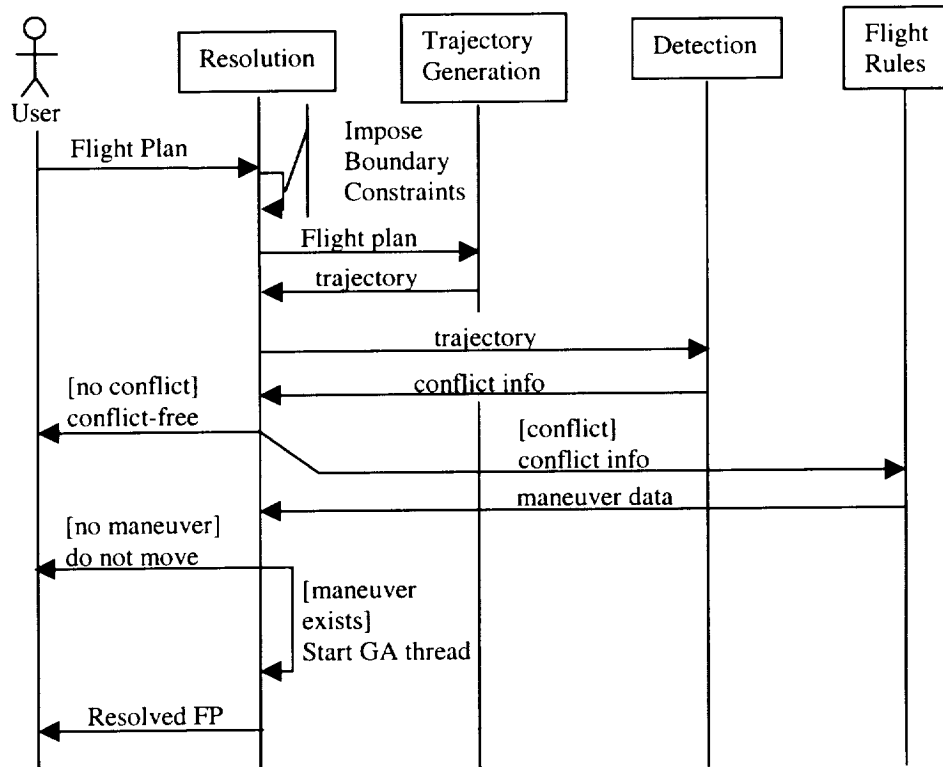 User
Resolution
Trajectory
Generation
Detection
Flight
Rules
Flight Plan
Impose
Boundary
Constraints
Flight plan
trajectory
trajectory
conflict info
[no conflict]
conflict-free
[conflict]
conflict info
maneuver data
[no maneuver]
do not move
[maneuver
exists]
Start GA thread
Resolved FP